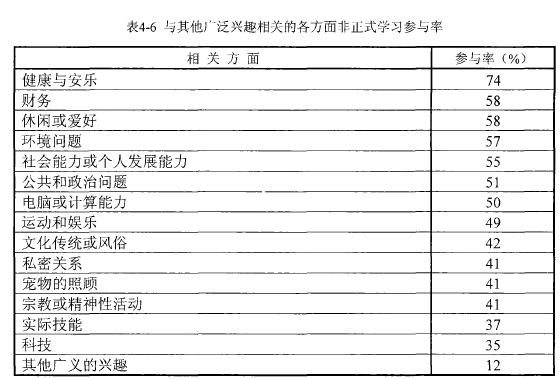 表4-6 与其他广泛兴趣相关的各方面非正式学习参与率
相关方面 参与率（%）
健康与安乐 74
财务 58
休闲或爱好 58
环境问题 57
社会能力或个人发展能力 55
公共和政治问题 51
电脑或计算能力 50
运动和娱乐 49
文化传统或风俗 42
私密关系 41
宠物的照顾 41
宗教或精神性活动 41
实际技能 37
科技 35
其他广义的兴趣 12